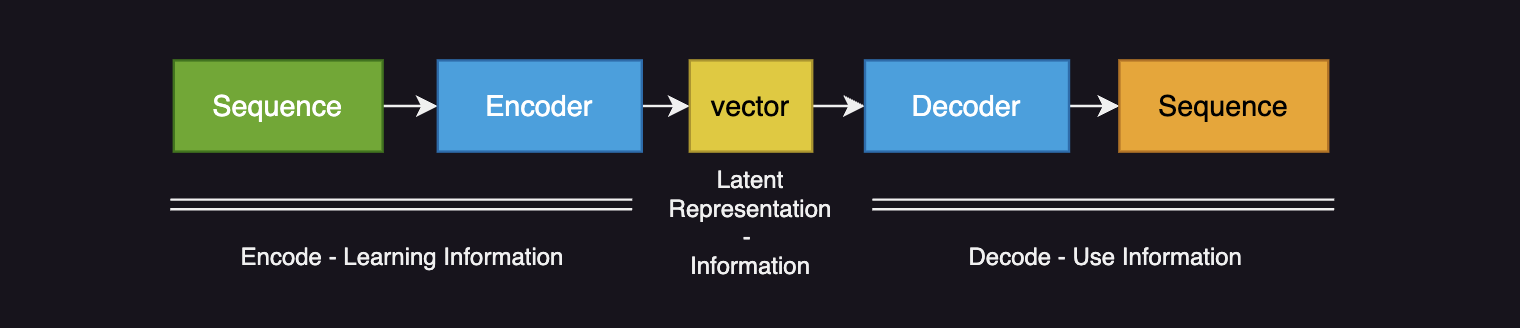 Sequence
Encoder
vector
Decoder
Sequence
Latent
Representation
-
Information
Encode - Learning Information
Decode - Use Information